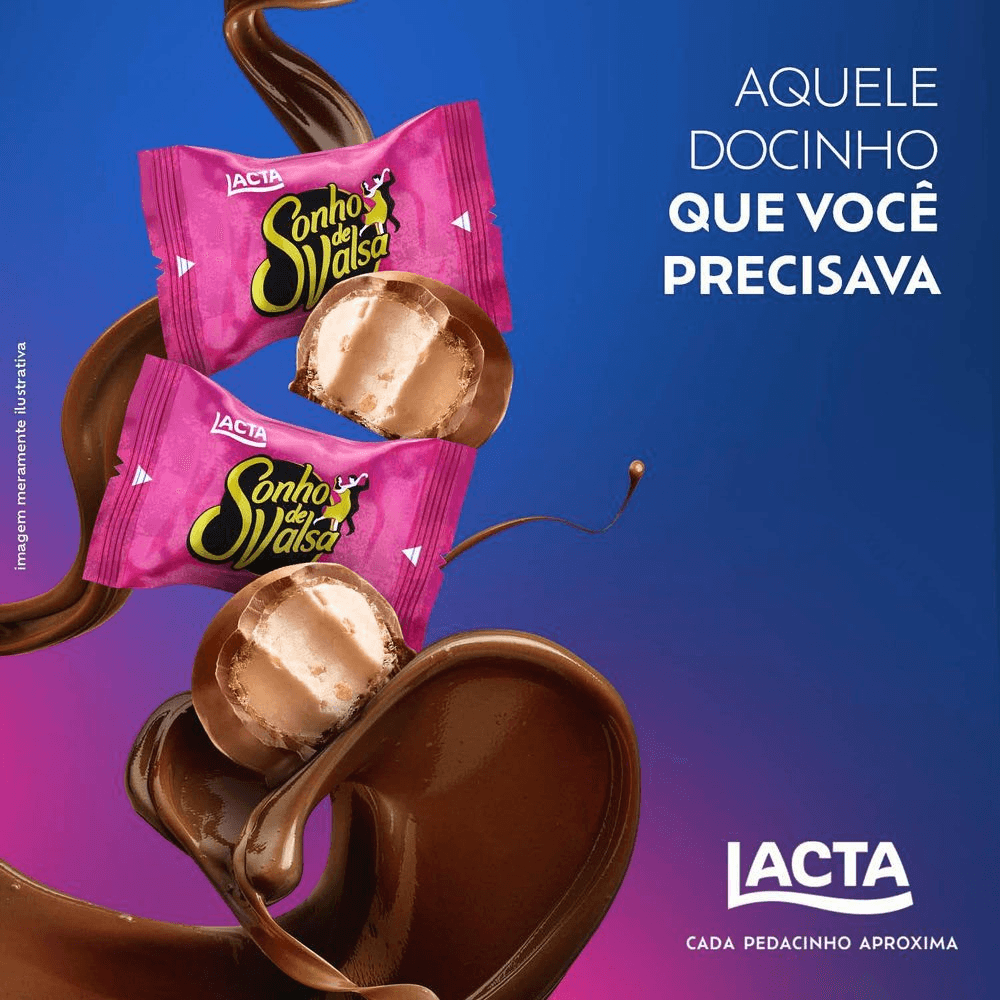 AQUELE
DOCINHO
QUE VOCÊ
PRECISAVA
LACTA
Sonho
de
Valsa
LACTA
Sonho
de
Valsa
imagem meramente ilustrativa
LACTA
CADA PEDACINHO APROXIMA